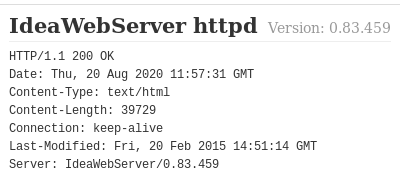 IdeaWebServer httpd Version: 0.83.459
HTTP/1.1 200 OK
Date: Thu, 20 Aug 2020 11:57:31 GMT
Content-Type: text/html
Content-Length: 39729
Connection: keep-alive
Last-Modified: Fri, 20 Feb 2015 14:51:14 GMT
Server: IdeaWebServer/0.83.459